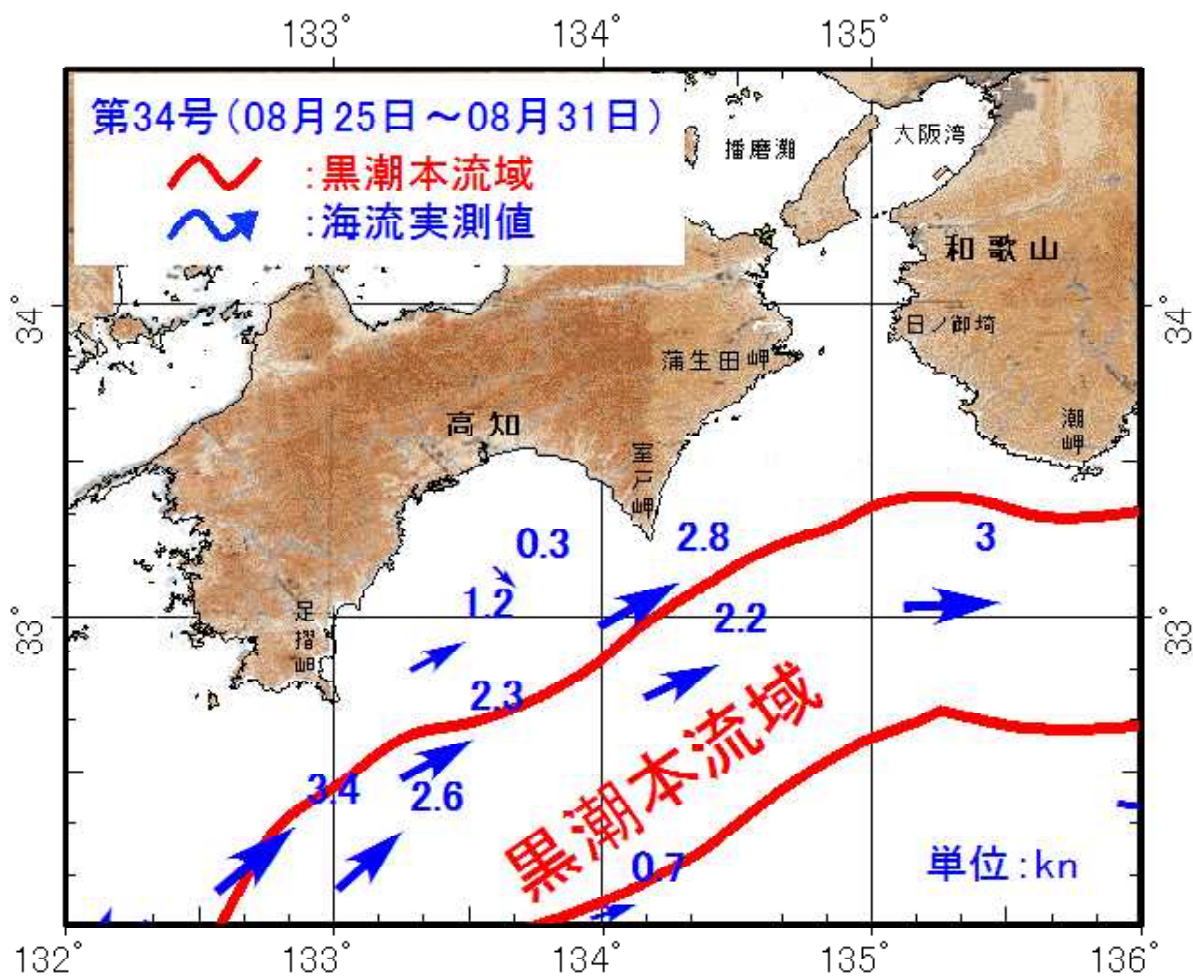 133° 134° 135°
第34号(08月25日～08月31日)
:黒潮本流域
:海流実測値
播磨灘
大阪湾
和歌山
34° 34°
日ノ御埼
蒲生田岬
高知
潮岬
室戸岬
0.3
2.8
3
1.2
2.2
33° 33°
足摺岬
2.3
3.4
2.6
黒潮本流域
0.7
単位:kn
132° 133° 134° 135° 136°